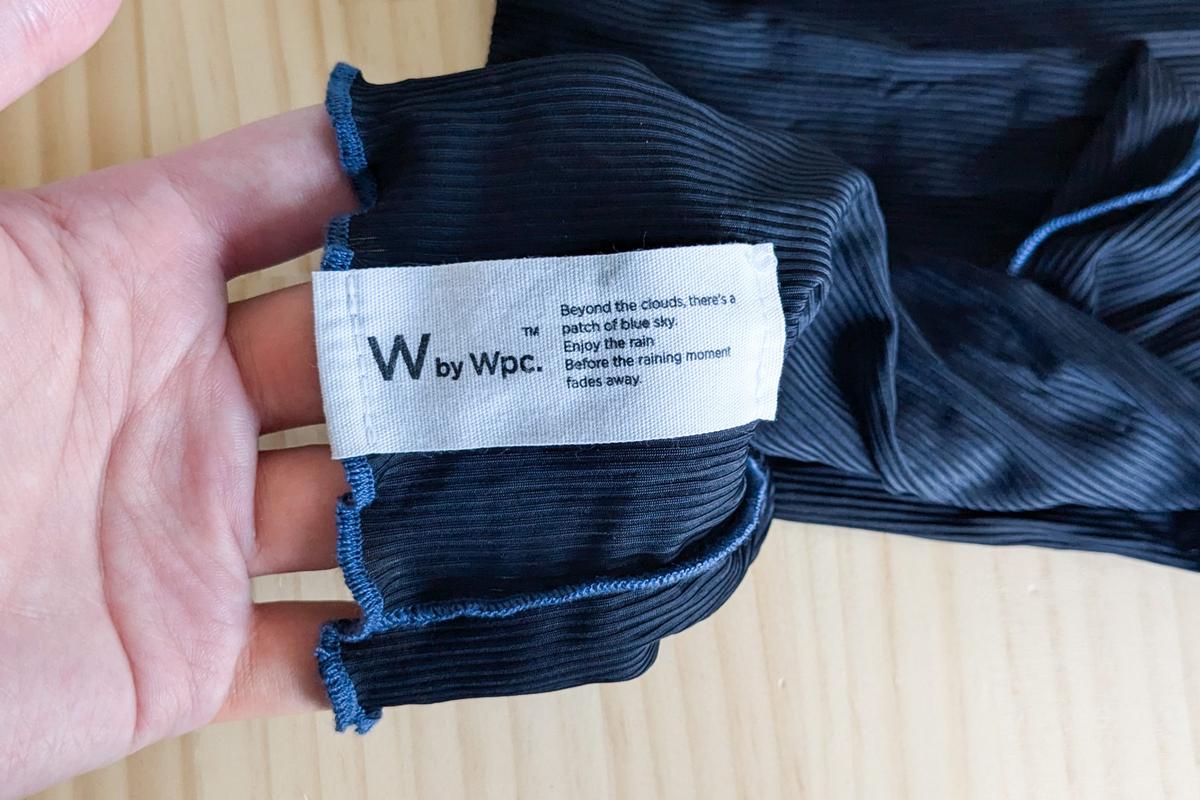 W by Wpc.™
Beyond the clouds, there's a
patch of blue sky.
Enjoy the rain
Before the raining moment
fades away.